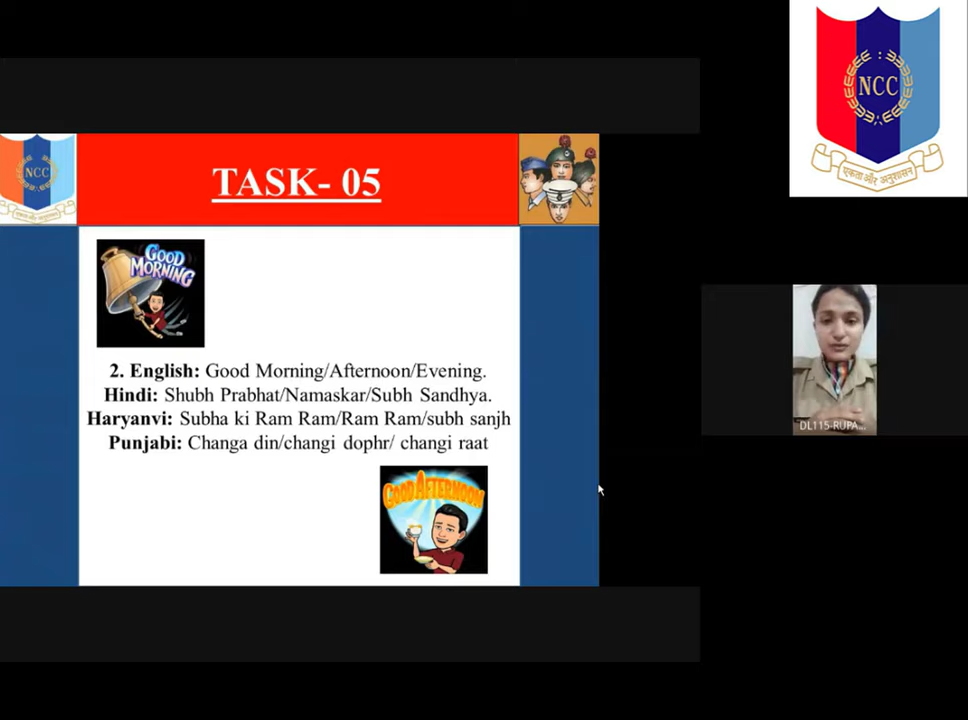 NCC
एकता और अनुशासन
NCC
TASK- 05
GOOD
MORNING
2. English: Good Morning/Afternoon/Evening.
Hindi: Shubh Prabhat/Namaskar/Subh Sandhya.
Haryanvi: Subha ki Ram Ram/Ram Ram/subh sanjh
Punjabi: Changa din/changi dophr/ changi raat
GOOD AFTERNOON
DL115-RUPA...